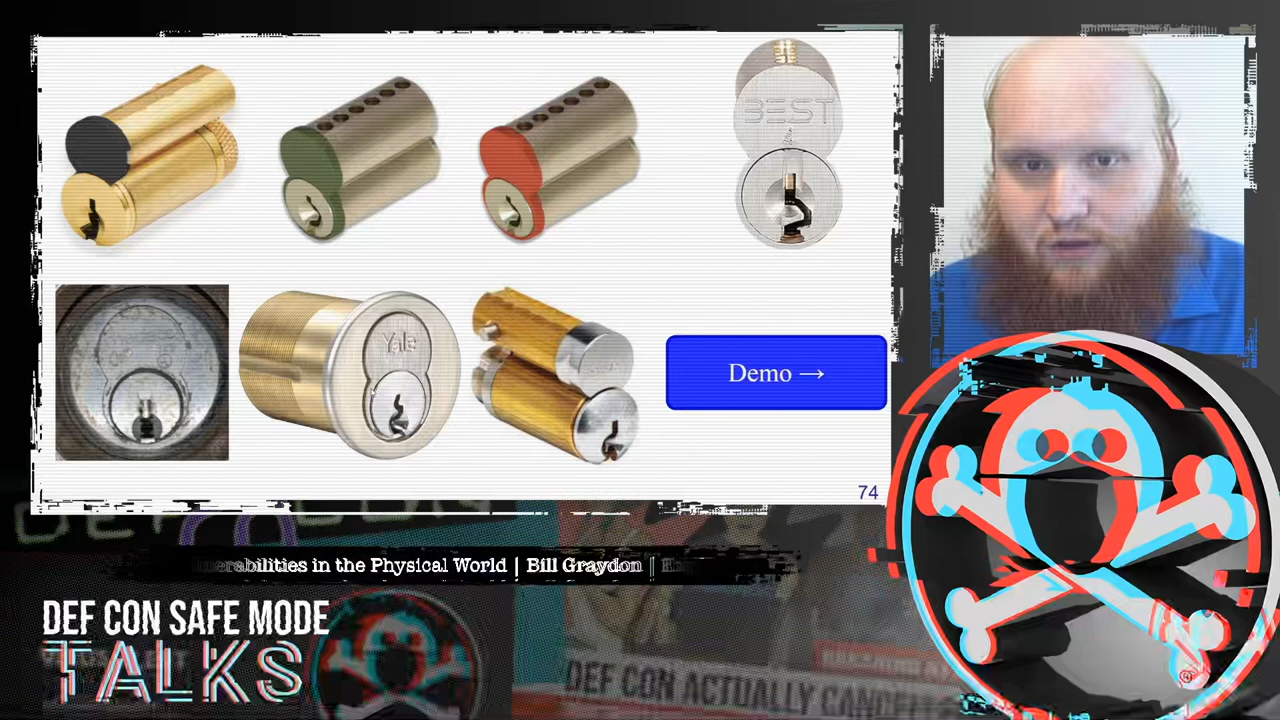 BEST
Yale
Demo →
74
nerabilities in the Physical World | Bill Graydon |
DEF CON SAFE MODE
TALKS
DEF CON ACTUALLY CANCEL